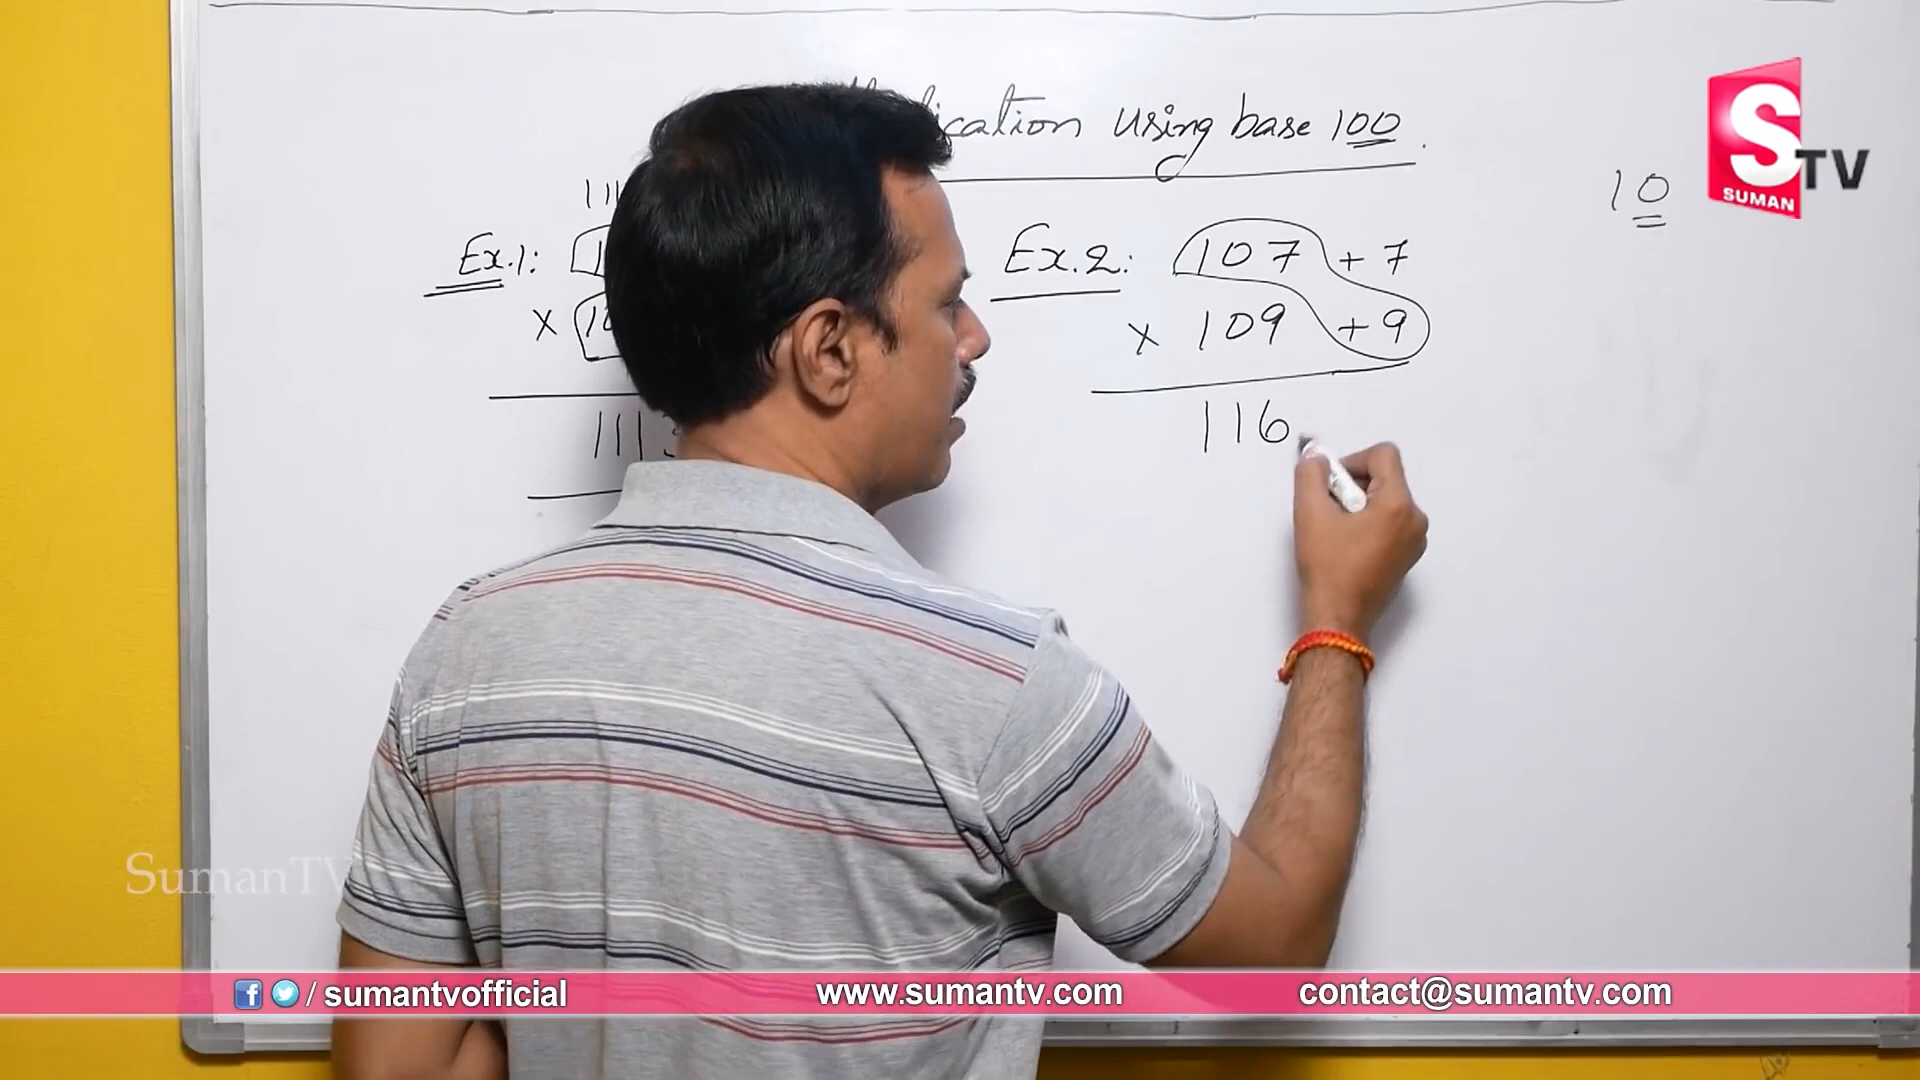 using base 100.
10
Ex.1:
Ex.2: 107 +7
× 109 +9
116
111
S TV
SUMAN
SumanTV
/ sumantvofficial
www.sumantv.com
contact@sumantv.com